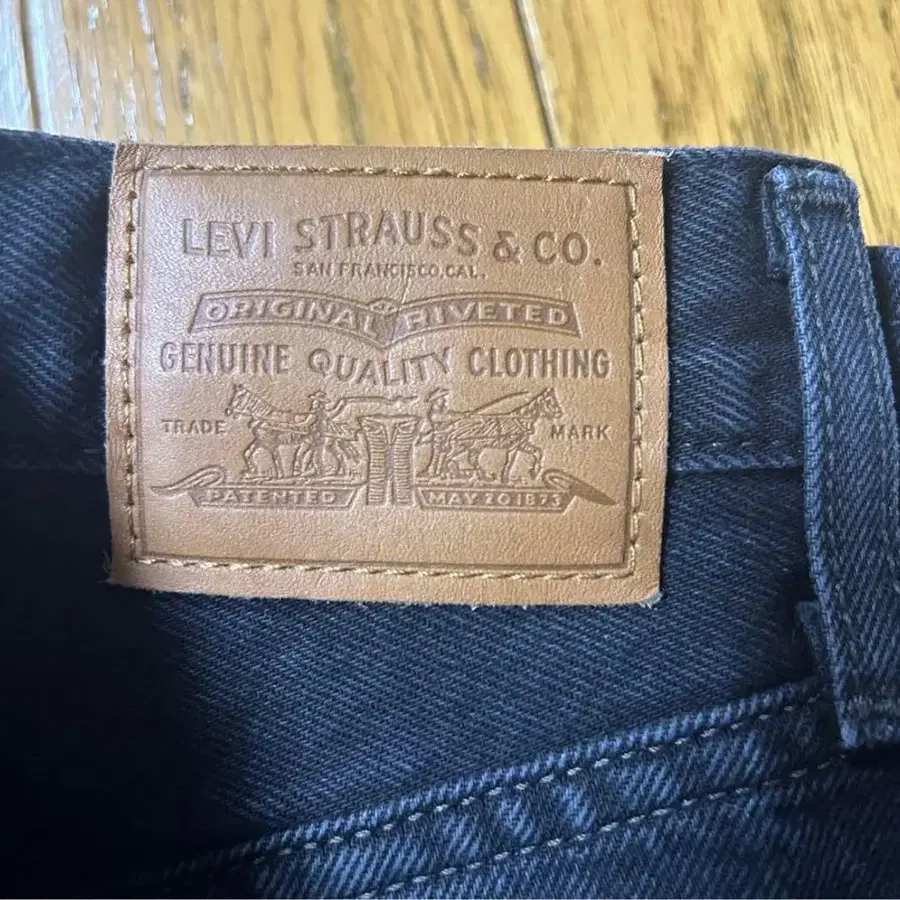 LEVI STRAUSS & CO.
SAN FRANCISCO, CAL.
ORIGINAL RIVETED
GENUINE QUALITY CLOTHING
TRADE MARK
PATENTED MAY 20 1873